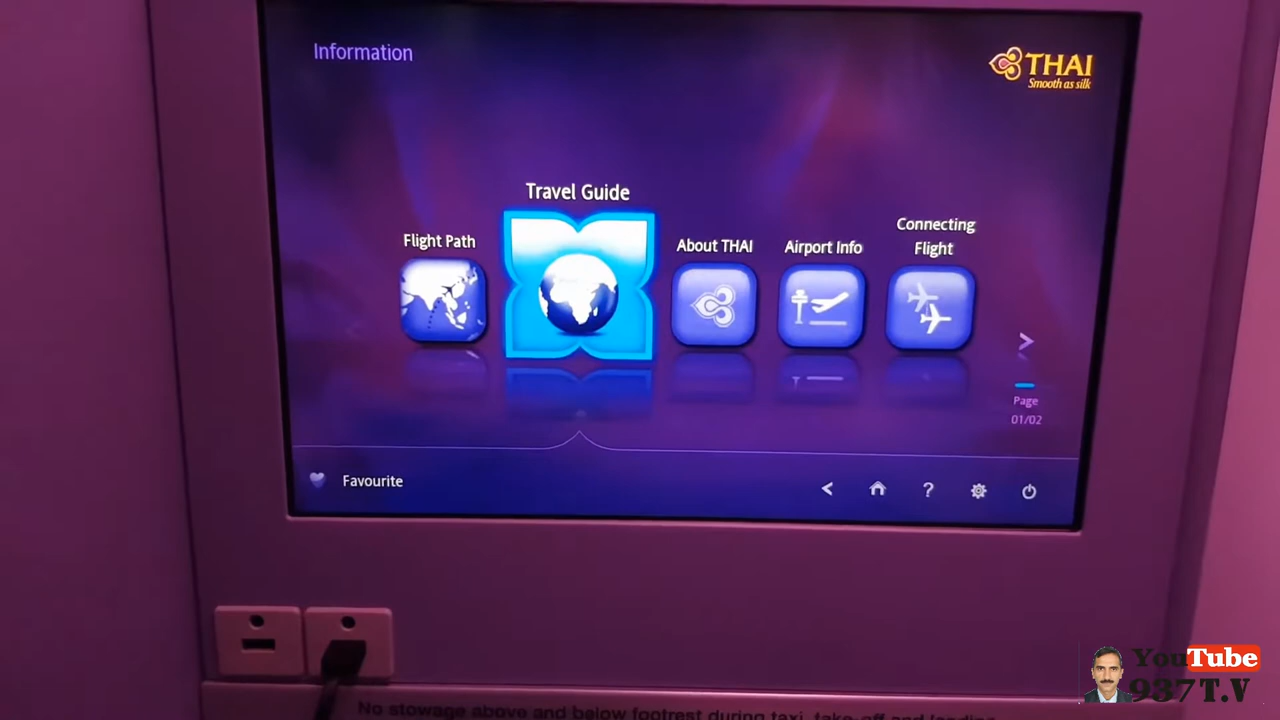 Information
THAI
Smooth as silk
Travel Guide
Flight Path
About THAI
Airport Info
Connecting
Flight
Page
01/02
Favourite
?
No stowage above and below footrest during taxi, take-off and landing
YouTube
937T.V